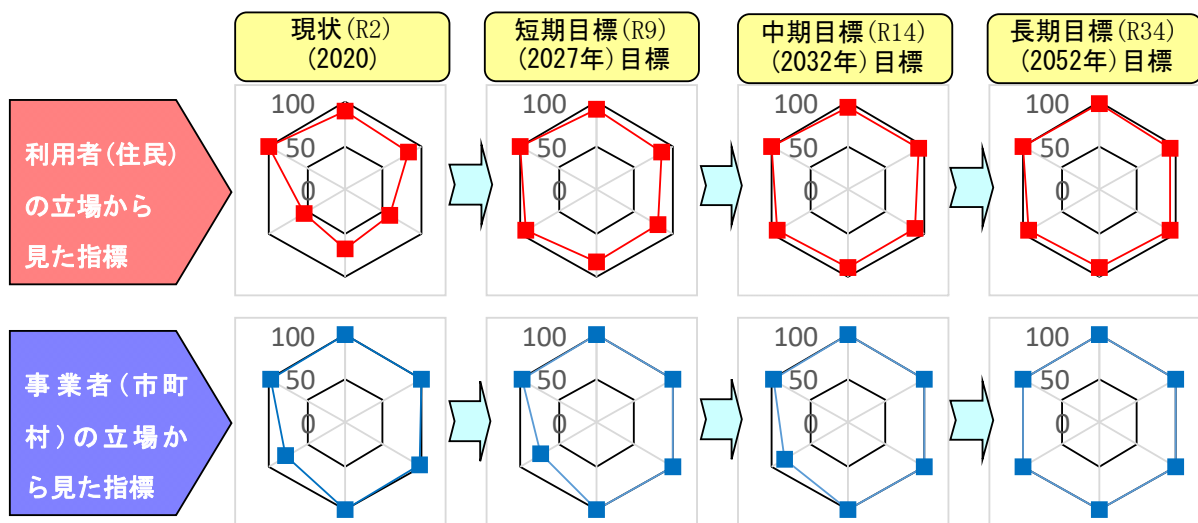 現状(R2)
(2020)
短期目標(R9)
(2027年)目標
中期目標(R14)
(2032年)目標
長期目標(R34)
(2052年)目標
利用者(住民)
の立場から
見た指標
100
50
0
100
50
0
100
50
0
100
50
0
事業者(市町
村)の立場か
ら見た指標
100
50
0
100
50
0
100
50
0
100
50
0